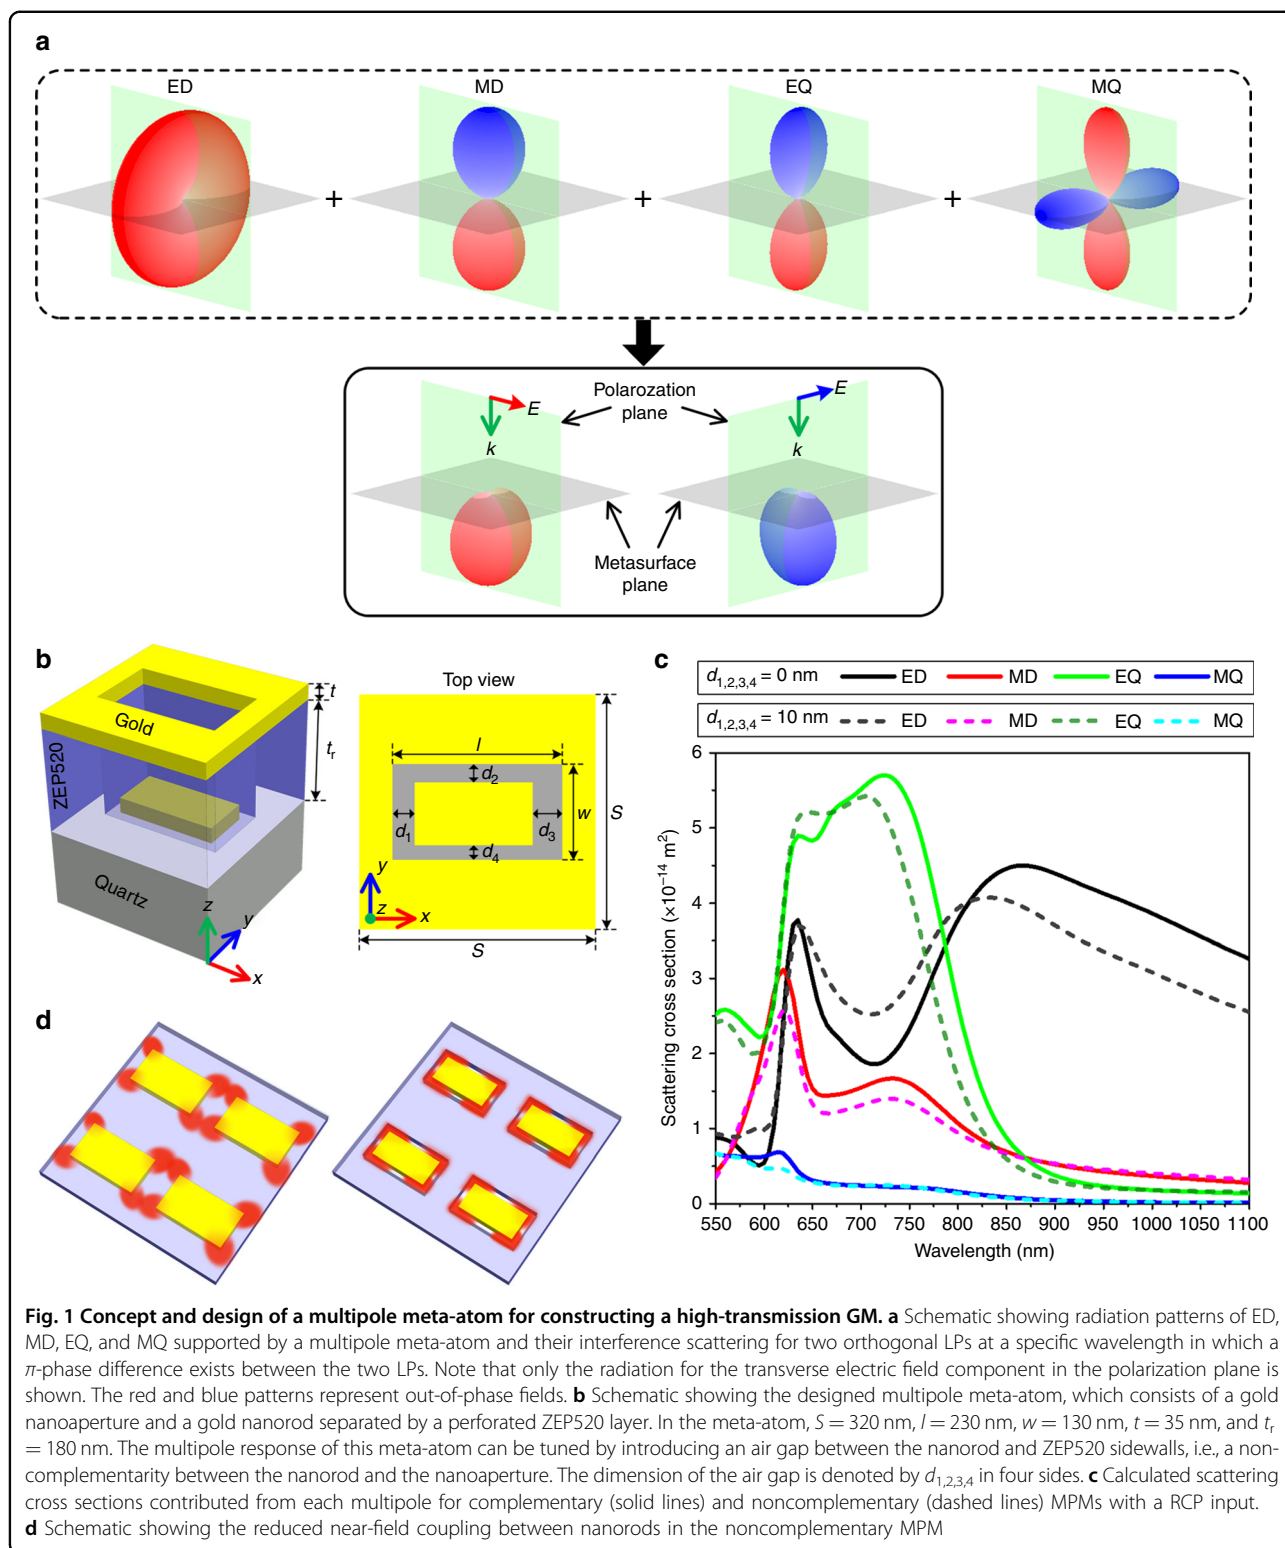 a
ED
MD
EQ
MQ
+
+
+
Polarozation
plane
E
k
E
k
Metasurface
plane
b
Gold
ZEP520
Quartz
t
tᵣ
z
y
x
Top view
l
d₂
d₁
d₃
d₄
w
S
y
z
x
S
c
d₁,₂,₃,₄ = 0 nm ED MD EQ MQ
d₁,₂,₃,₄ = 10 nm ED MD EQ MQ
Scattering cross section (×10⁻¹⁴ m²)
6
5
4
3
2
1
0
550 600 650 700 750 800 850 900 950 1000 1050 1100
Wavelength (nm)
d
Fig. 1 Concept and design of a multipole meta-atom for constructing a high-transmission GM. a Schematic showing radiation patterns of ED,
MD, EQ, and MQ supported by a multipole meta-atom and their interference scattering for two orthogonal LPs at a specific wavelength in which a
π-phase difference exists between the two LPs. Note that only the radiation for the transverse electric field component in the polarization plane is
shown. The red and blue patterns represent out-of-phase fields. b Schematic showing the designed multipole meta-atom, which consists of a gold
nanoaperture and a gold nanorod separated by a perforated ZEP520 layer. In the meta-atom, S = 320 nm, l = 230 nm, w = 130 nm, t = 35 nm, and tᵣ
= 180 nm. The multipole response of this meta-atom can be tuned by introducing an air gap between the nanorod and ZEP520 sidewalls, i.e., a non-
complementarity between the nanorod and the nanoaperture. The dimension of the air gap is denoted by d₁,₂,₃,₄ in four sides. c Calculated scattering
cross sections contributed from each multipole for complementary (solid lines) and noncomplementary (dashed lines) MPMs with a RCP input.
d Schematic showing the reduced near-field coupling between nanorods in the noncomplementary MPM